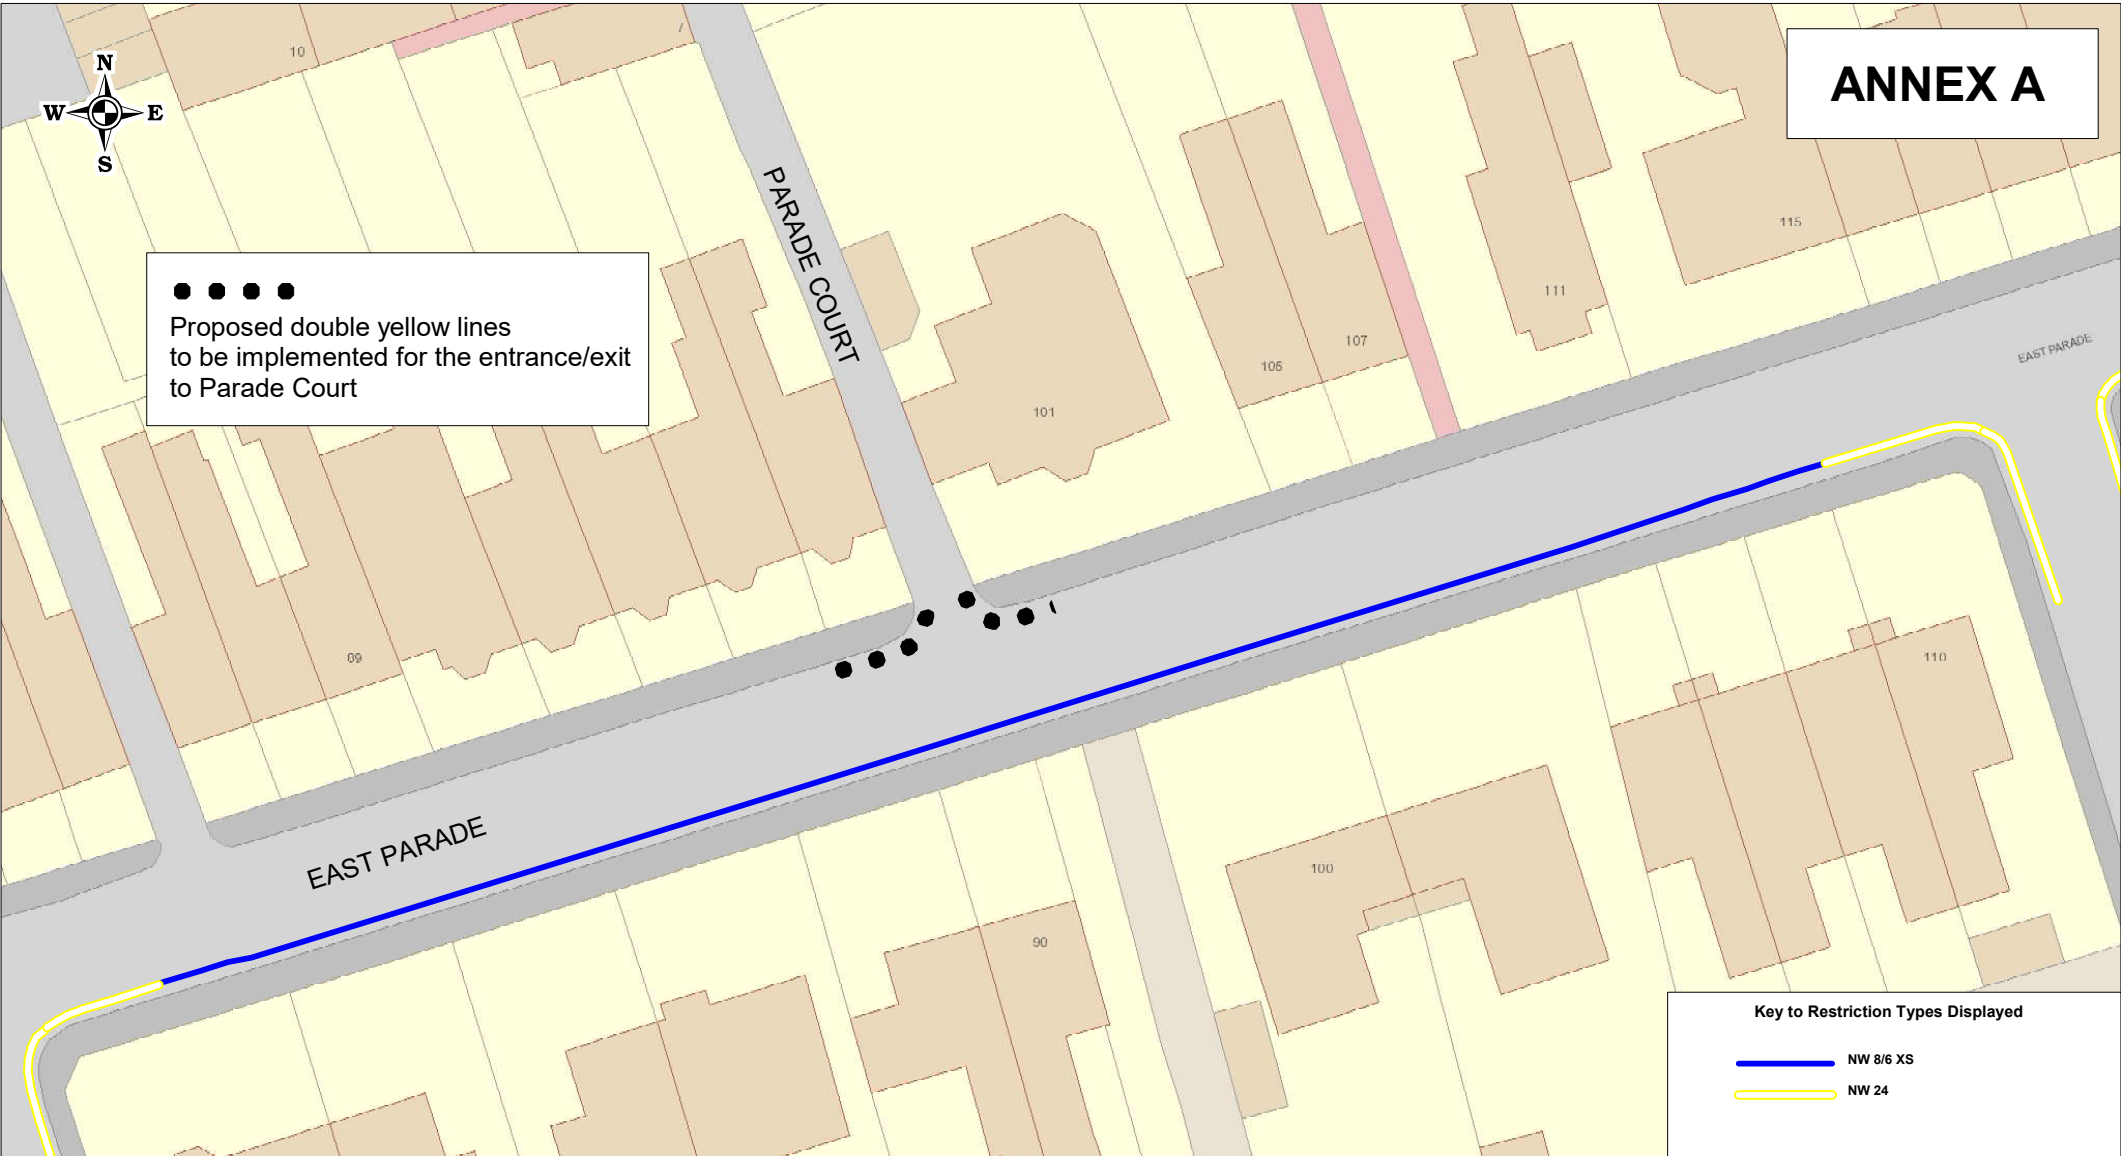 10
7
N
W E
S
ANNEX A
PARADE COURT
115
Proposed double yellow lines
to be implemented for the entrance/exit
to Parade Court
111
107
105
EAST PARADE
101
89
110
EAST PARADE
100
90
Key to Restriction Types Displayed
NW 8/6 XS
NW 24